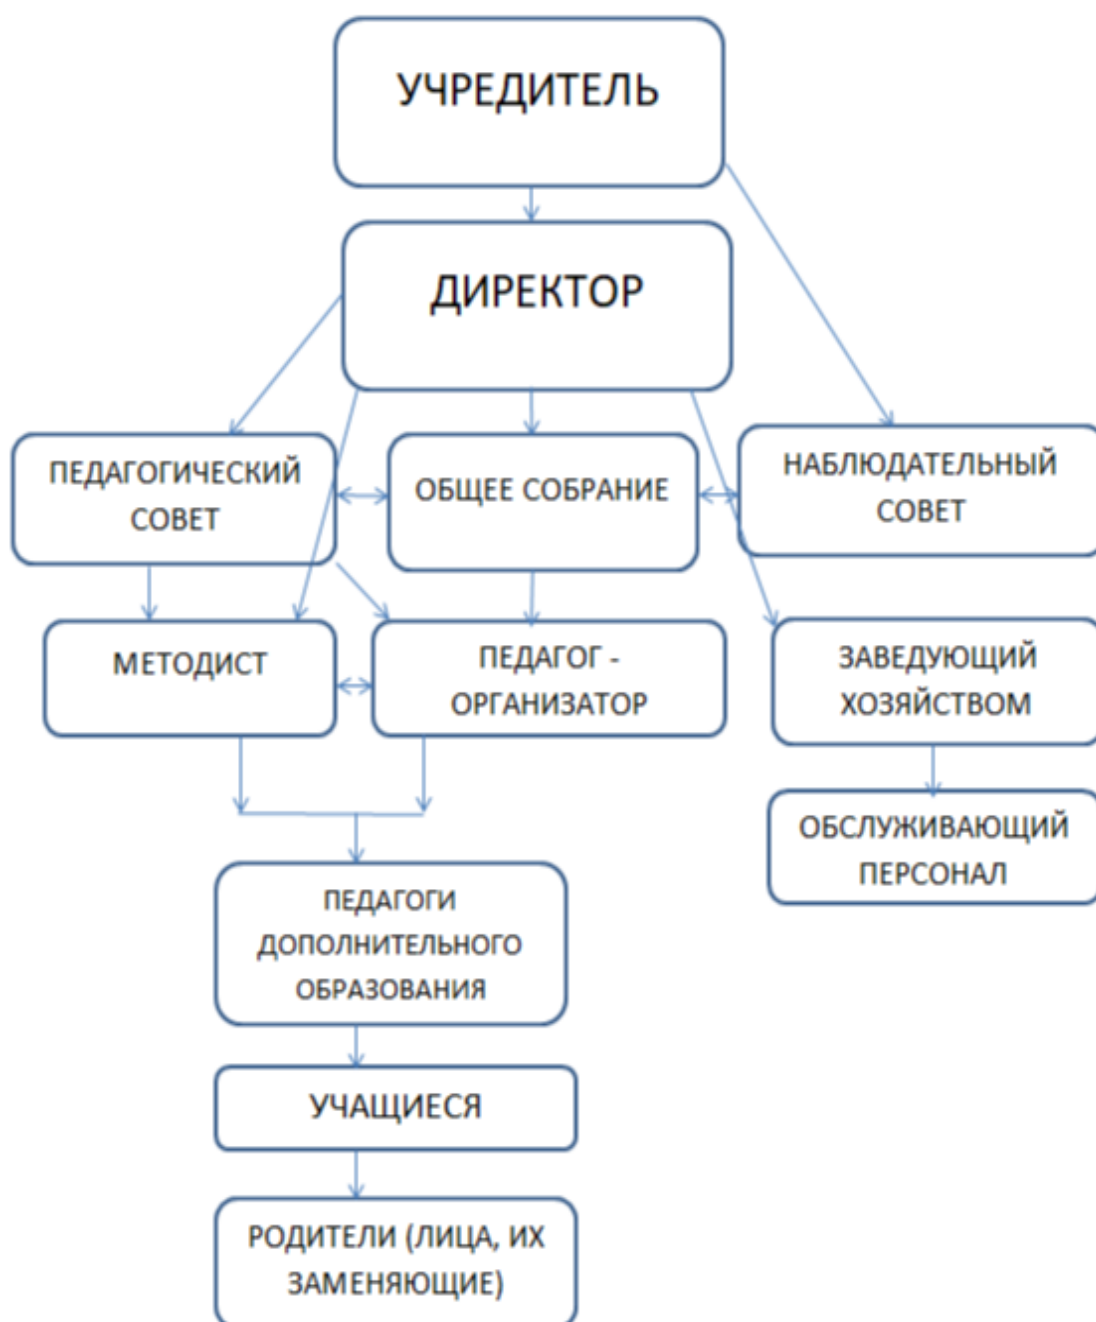 УЧРЕДИТЕЛЬ
ДИРЕКТОР
ПЕДАГОГИЧЕСКИЙ
СОВЕТ
ОБЩЕЕ СОБРАНИЕ
НАБЛЮДАТЕЛЬНЫЙ
СОВЕТ
МЕТОДИСТ
ПЕДАГОГ -
ОРГАНИЗАТОР
ЗАВЕДУЮЩИЙ
ХОЗЯЙСТВОМ
ОБСЛУЖИВАЮЩИЙ
ПЕРСОНАЛ
ПЕДАГОГИ
ДОПОЛНИТЕЛЬНОГО
ОБРАЗОВАНИЯ
УЧАЩИЕСЯ
РОДИТЕЛИ (ЛИЦА, ИХ
ЗАМЕНЯЮЩИЕ)